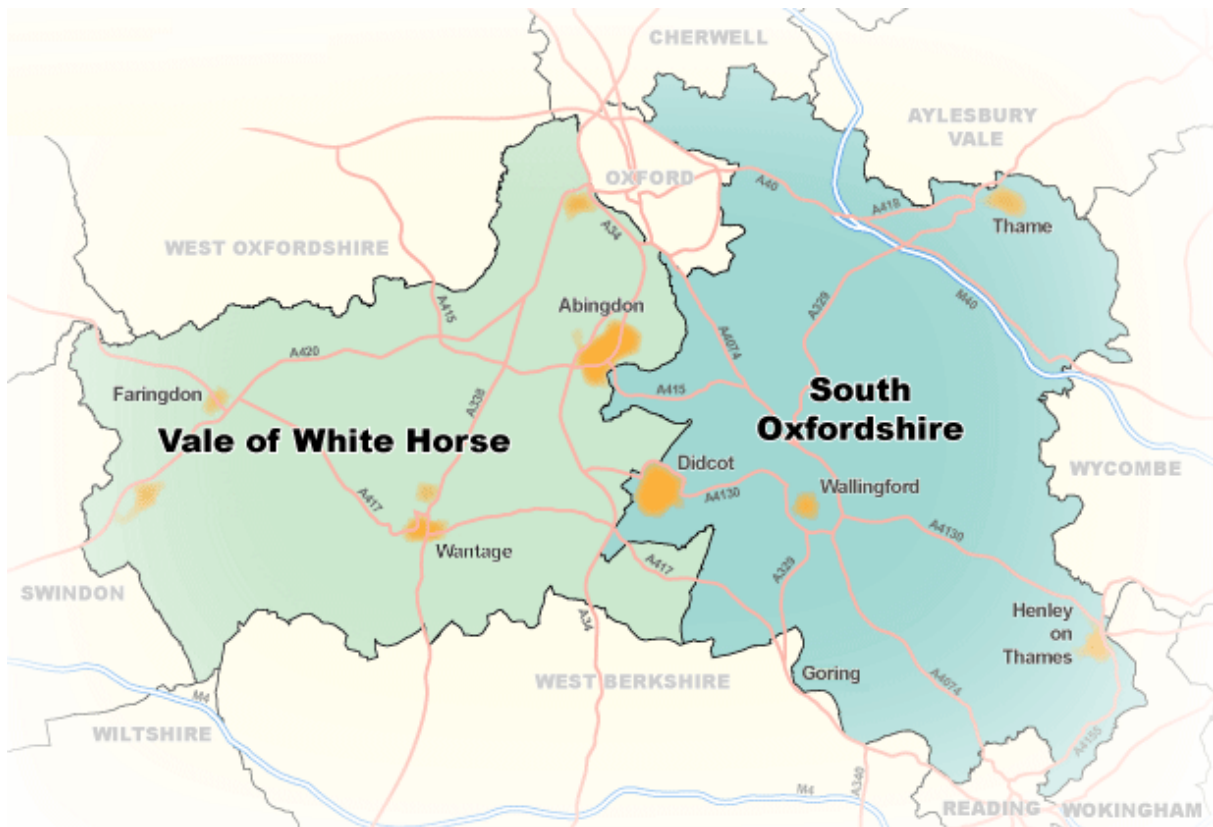 CHERWELL
AYLESBURY
VALE
OXFORD
A40
A418
Thame
A34
WEST OXFORDSHIRE
M40
A415
Abingdon
A329
A4074
A420
Faringdon
A338
A415
South
Oxfordshire
Vale of White Horse
WYCOMBE
Didcot
A4130
Wallingford
A417
A4130
Wantage
A417
A329
SWINDON
A34
Henley
on
Thames
Goring
WEST BERKSHIRE
A4074
M4
WILTSHIRE
A4155
A340
M4
READING
WOKINGHAM